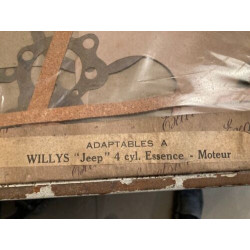 ADAPTABLES A
WILLYS "Jeep" 4 cyl. Essence. - Moteur